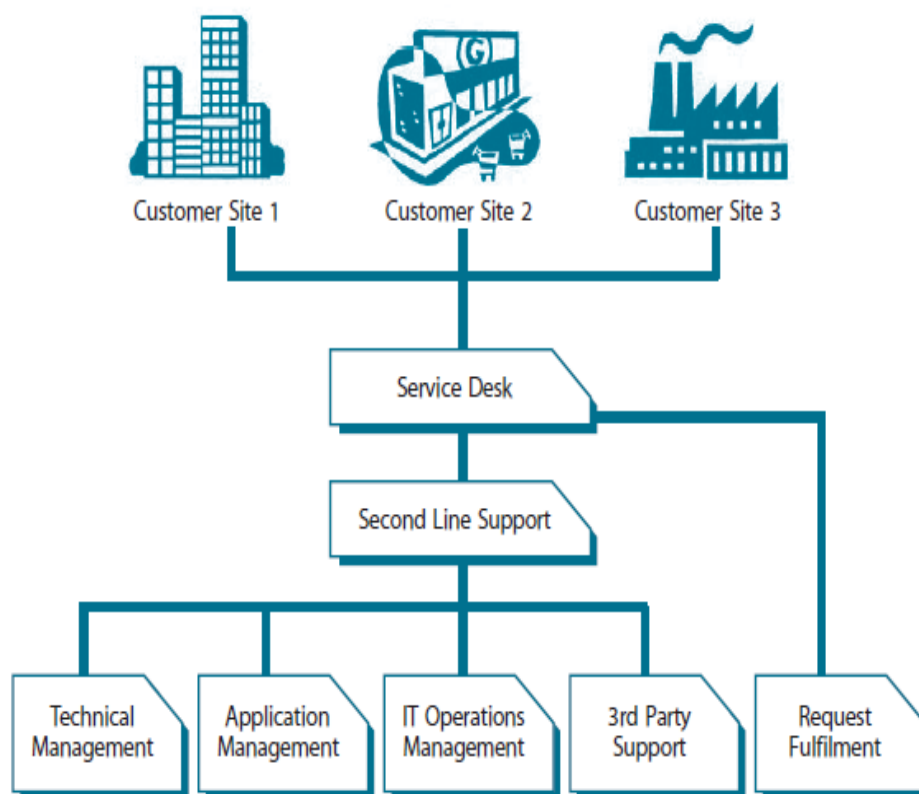 G
Customer Site 1
Customer Site 2
Customer Site 3
Service Desk
Second Line Support
Technical
Management
Application
Management
IT Operations
Management
3rd Party
Support
Request
Fulfilment